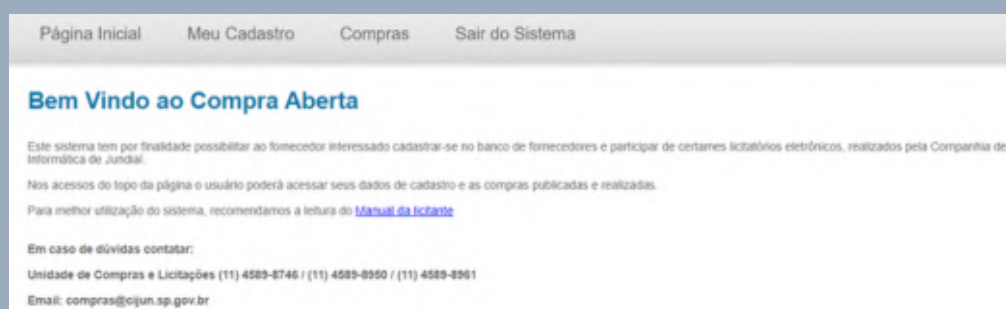 Página Inicial Meu Cadastro Compras Sair do Sistema
Bem Vindo ao Compra Aberta
Este sistema tem por finalidade possibilitar ao fornecedor interessado cadastrar-se no banco de fornecedores e participar de certames licitatórios eletrônicos, realizados pela Companhia de
Informática de Jundiaí.
Nos acessos do topo da página o usuário poderá acessar seus dados de cadastro e as compras publicadas e realizadas.
Para melhor utilização do sistema, recomendamos a leitura do Manual da licitante
Em caso de dúvidas contatar:
Unidade de Compras e Licitações (11) 4589-8746 / (11) 4589-8950 / (11) 4589-8961
Email: compras@cijun.sp.gov.br